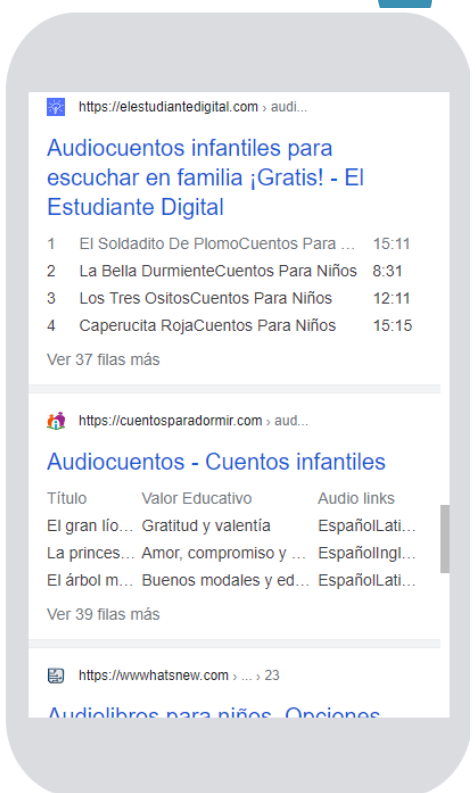 https://elestudiantedigital.com › audi...
Audiocuentos infantiles para
escuchar en familia ¡Gratis! - El
Estudiante Digital
1 El Soldadito De PlomoCuentos Para ... 15:11
2 La Bella DurmienteCuentos Para Niños 8:31
3 Los Tres OsitosCuentos Para Niños 12:11
4 Caperucita RojaCuentos Para Niños 15:15
Ver 37 filas más
https://cuentosparadormir.com › aud...
Audiocuentos - Cuentos infantiles
Título Valor Educativo Audio links
El gran lío... Gratitud y valentía EspañolLati...
La princes... Amor, compromiso y ... EspañolIngl...
El árbol m... Buenos modales y ed... EspañolLati...
Ver 39 filas más
https://wwwhatsnew.com › ... › 23
Audiolibros para niños. Opciones